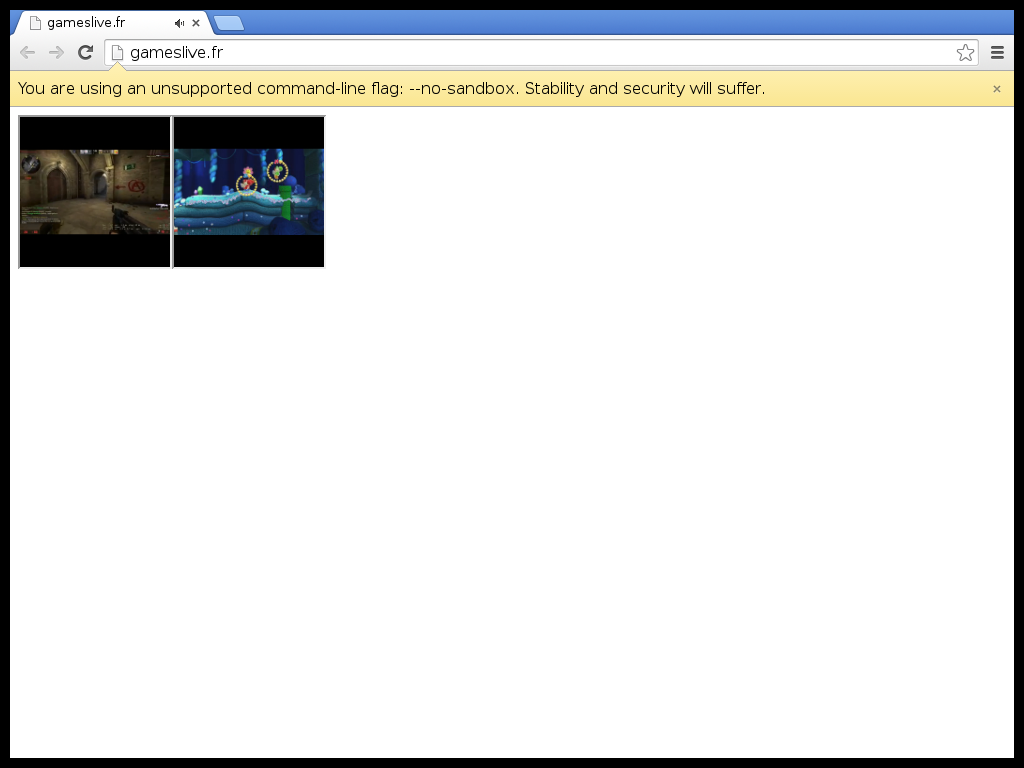 gameslive.fr
gameslive.fr
You are using an unsupported command-line flag: --no-sandbox. Stability and security will suffer.